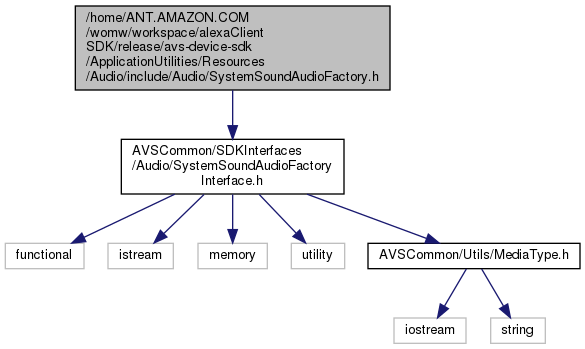 /home/ANT.AMAZON.COM
/womw/workspace/alexaClient
SDK/release/avs-device-sdk
/ApplicationUtilities/Resources
/Audio/include/Audio/SystemSoundAudioFactory.h
AVSCommon/SDKInterfaces
/Audio/SystemSoundAudioFactory
Interface.h
functional
istream
memory
utility
AVSCommon/Utils/MediaType.h
iostream
string